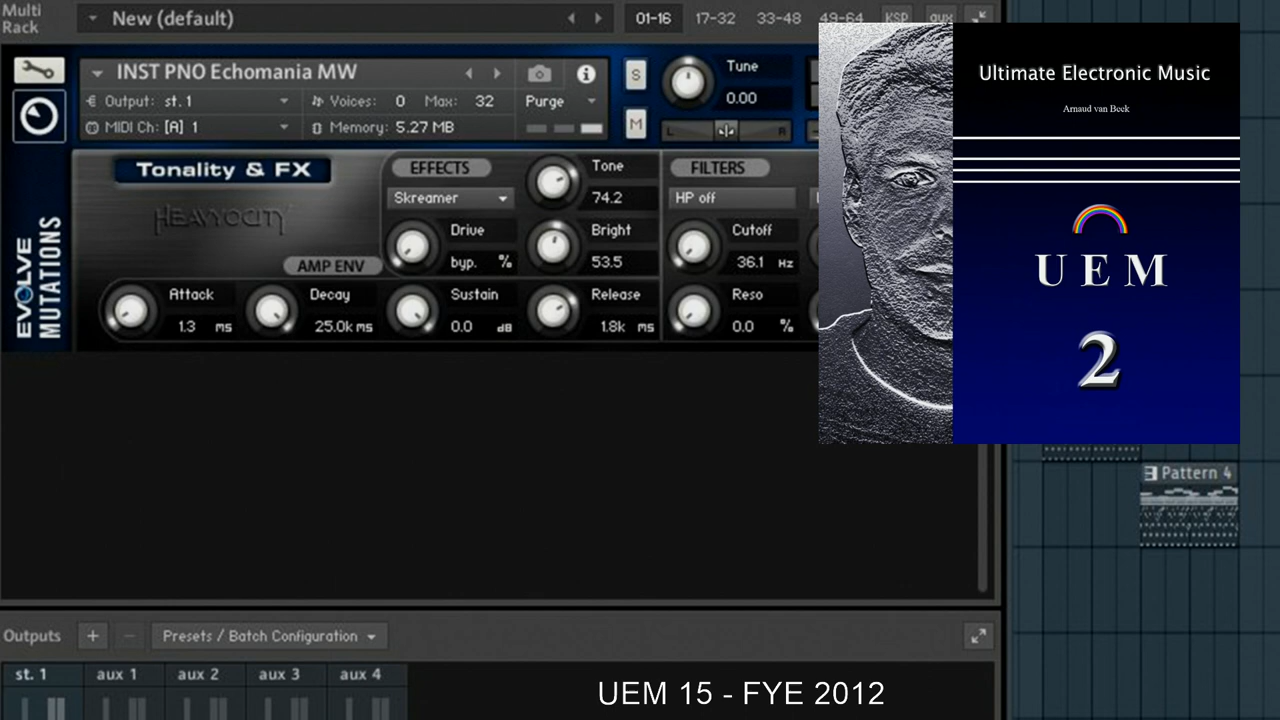 Multi
Rack
New (default)
01-16 17-32 33-48 49-64 KSP aux
INST PNO Echomania MW
Output: st. 1
Voices: 0 Max: 32
Purge
MIDI Ch: [A] 1
Memory: 5.27 MB
S
M
Tune
0.00
L R
Tonality & FX
HEAVYOCITY
EVOLVE
MUTATIONS
EFFECTS
Skreamer
Tone
74.2
Drive
byp. %
Bright
53.5
FILTERS
HP off
Cutoff
36.1 Hz
AMP ENV
Attack
1.3 ms
Decay
25.0k ms
Sustain
0.0 dB
Release
1.8k ms
Reso
0.0 %
Ultimate Electronic Music
Arnaud van Beek
UEM
2
Pattern 4
Outputs + − Presets / Batch Configuration
st. 1 aux 1 aux 2 aux 3 aux 4
UEM 15 - FYE 2012